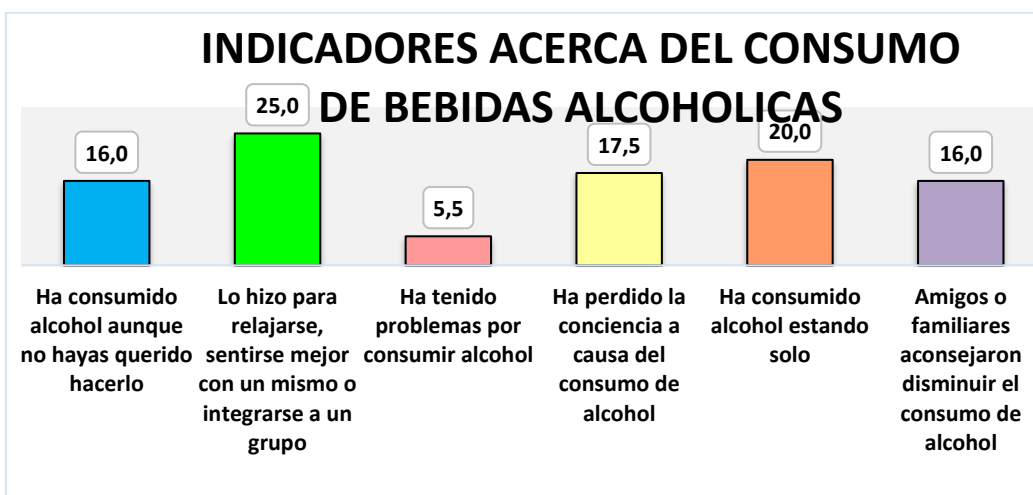 INDICADORES ACERCA DEL CONSUMO
DE BEBIDAS ALCOHOLICAS
16,0
25,0
5,5
17,5
20,0
16,0
Ha consumido
alcohol aunque
no hayas querido
hacerlo
Lo hizo para
relajarse,
sentirse mejor
con un mismo o
integrarse a un
grupo
Ha tenido
problemas por
consumir alcohol
Ha perdido la
conciencia a
causa del
consumo de
alcohol
Ha consumido
alcohol estando
solo
Amigos o
familiares
aconsejaron
disminuir el
consumo de
alcohol